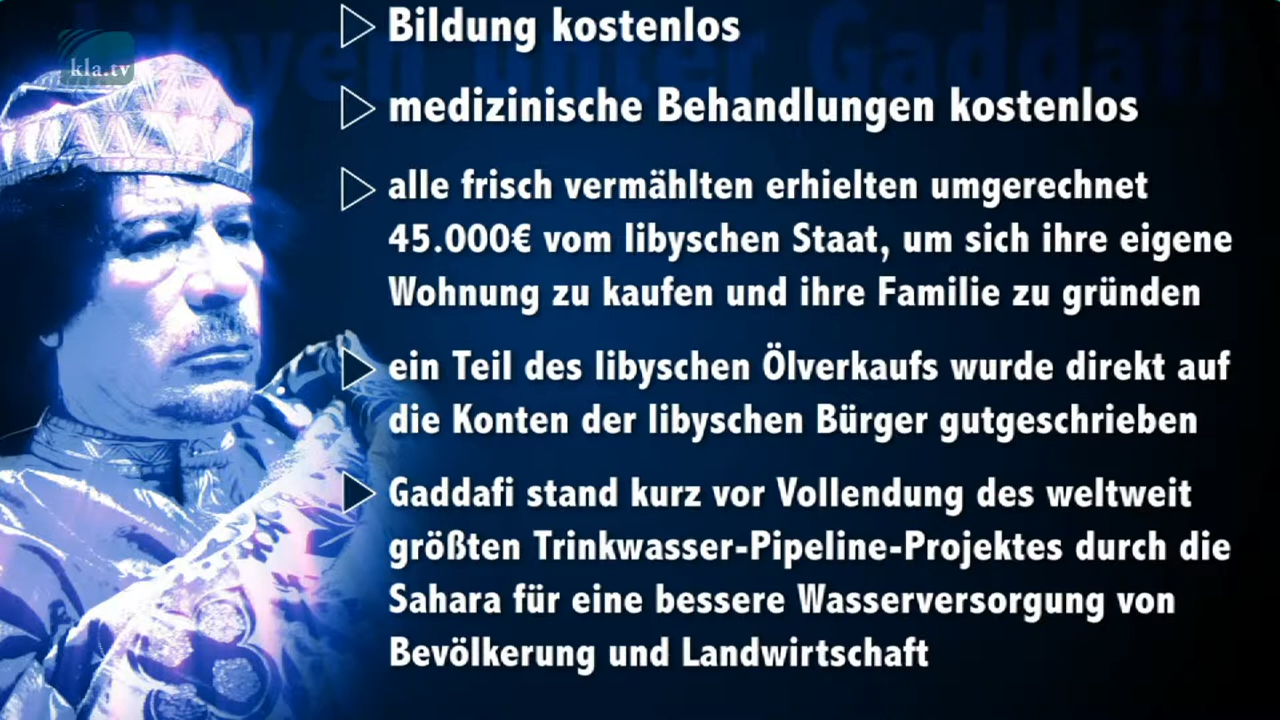 Libyen unter Gaddafi
kla.tv
Bildung kostenlos
medizinische Behandlungen kostenlos
alle frisch vermählten erhielten umgerechnet
45.000€ vom libyschen Staat, um sich ihre eigene
Wohnung zu kaufen und ihre Familie zu gründen
ein Teil des libyschen Ölverkaufs wurde direkt auf
die Konten der libyschen Bürger gutgeschrieben
Gaddafi stand kurz vor Vollendung des weltweit
größten Trinkwasser-Pipeline-Projektes durch die
Sahara für eine bessere Wasserversorgung von
Bevölkerung und Landwirtschaft